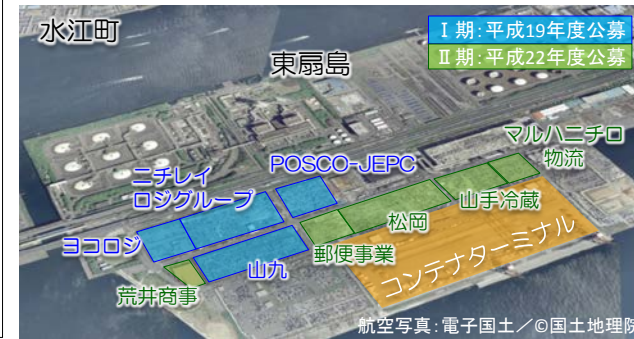 水江町
東扇島
Ⅰ期:平成19年度公募
Ⅱ期:平成22年度公募
マルハニチロ
物流
POSCO-JEPC
ニチレイ
ロジグループ
山手冷蔵
松岡
ヨコロジ
郵便事業
山九
コンテナターミナル
荒井商事
航空写真:電子国土/©国土地理院